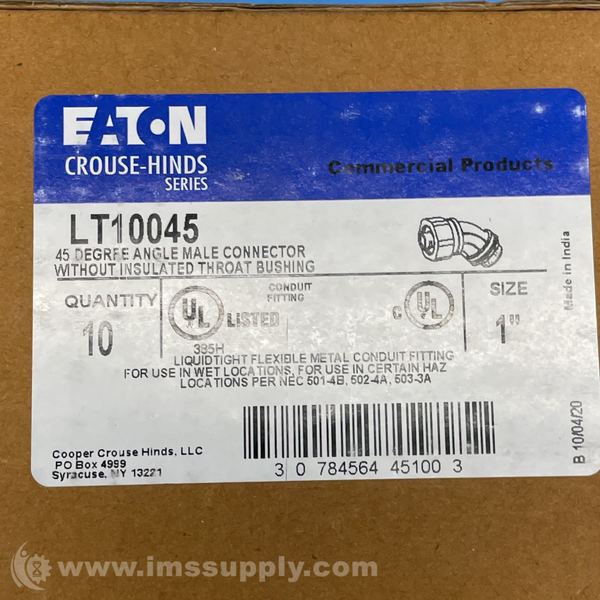 EATON
CROUSE-HINDS
SERIES
Commercial Products
LT10045
45 DEGREE ANGLE MALE CONNECTOR
WITHOUT INSULATED THROAT BUSHING
QUANTITY
10
UL
LISTED
CONDUIT
FITTING
C UL
SIZE
1"
395H
LIQUIDTIGHT FLEXIBLE METAL CONDUIT FITTING
FOR USE IN WET LOCATIONS, FOR USE IN CERTAIN HAZ
LOCATIONS PER NEC 501-4B, 502-4A, 503-3A
Cooper Crouse Hinds, LLC
PO Box 4999
Syracuse, NY 13221
3 0 784564 45100 3
Made in India
B 10/04/20
www.imssupply.com